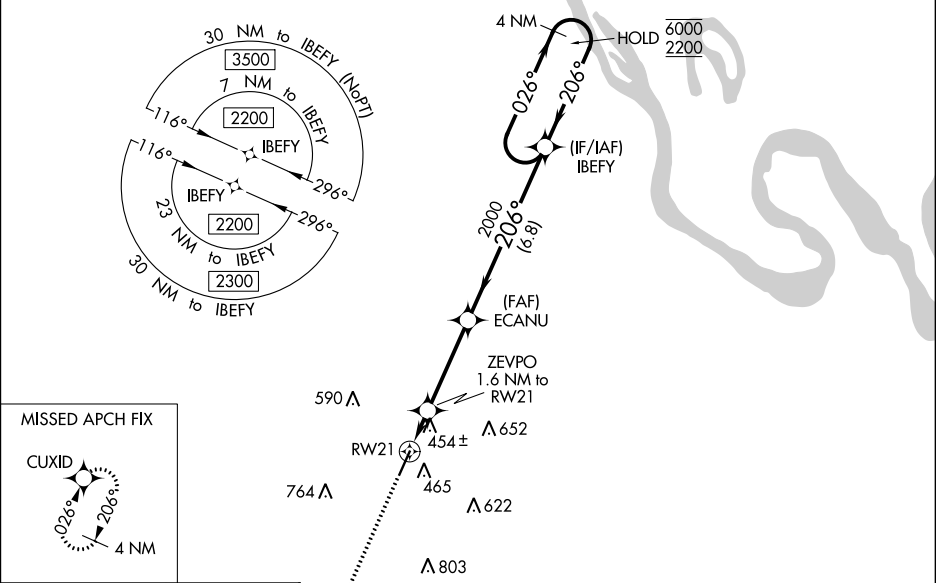 30 NM to IBEFY (NoPT)
3500
7 NM to IBEFY
2200
116°
IBEFY
296°
116°
IBEFY
296°
2200
23 NM to IBEFY
2300
30 NM to IBEFY
4 NM
HOLD
6000
2200
026°
206°
(IF/IAF)
IBEFY
2000
206°
(6.8)
(FAF)
ECANU
ZEVPO
1.6 NM to
RW21
590
454±
652
RW21
465
764
622
803
MISSED APCH FIX
CUXID
026°
206°
4 NM